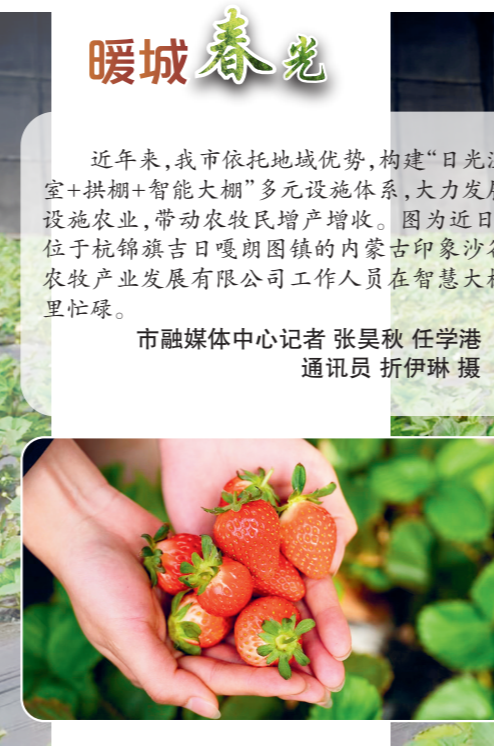 暖城春光
近年来，我市依托地域优势，构建“日光
室+拱棚+智能大棚”多元设施体系，大力发展
设施农业，带动农牧民增产增收。图为近日
位于杭锦旗吉日嘎朗图镇的内蒙古印象沙
农牧产业发展有限公司工作人员在智慧大
里忙碌。
市融媒体中心记者 张昊秋 任学港
通讯员 折伊琳 摄